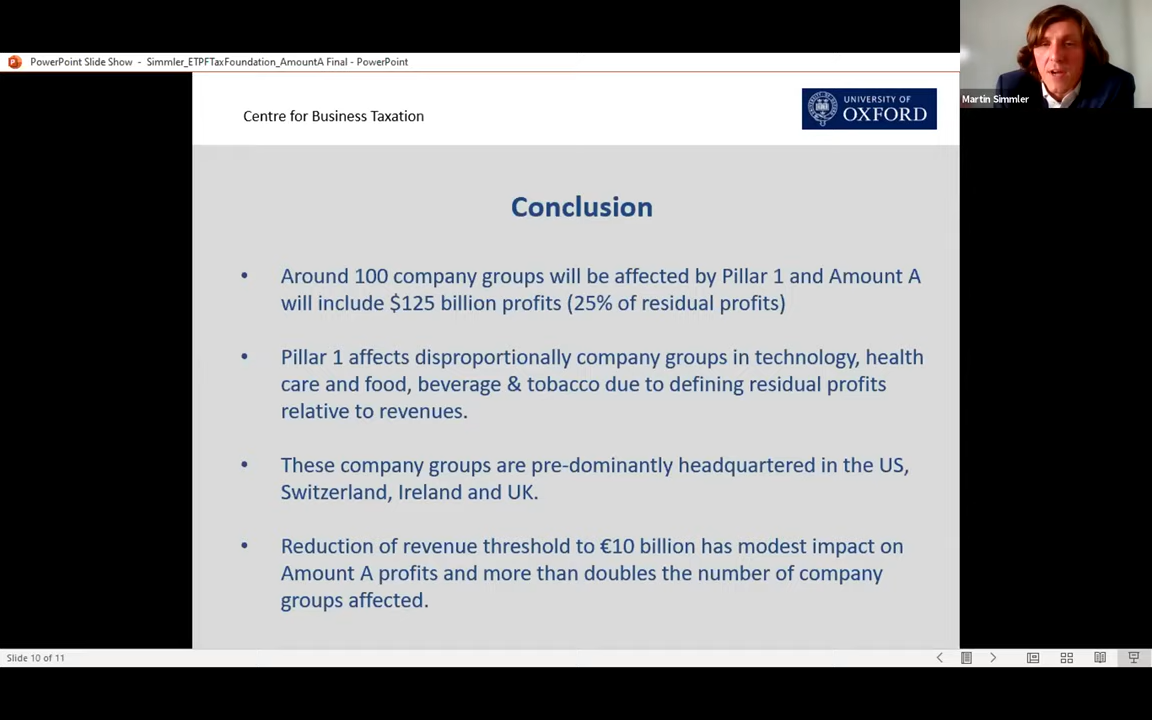 PowerPoint Slide Show - Simmler_ETPFTaxFoundation_AmountA Final - PowerPoint
Martin Simmler
Centre for Business Taxation
UNIVERSITY OF
OXFORD
Conclusion
• Around 100 company groups will be affected by Pillar 1 and Amount A
will include $125 billion profits (25% of residual profits)
• Pillar 1 affects disproportionally company groups in technology, health
care and food, beverage & tobacco due to defining residual profits
relative to revenues.
• These company groups are pre-dominantly headquartered in the US,
Switzerland, Ireland and UK.
• Reduction of revenue threshold to €10 billion has modest impact on
Amount A profits and more than doubles the number of company
groups affected.
Slide 10 of 11